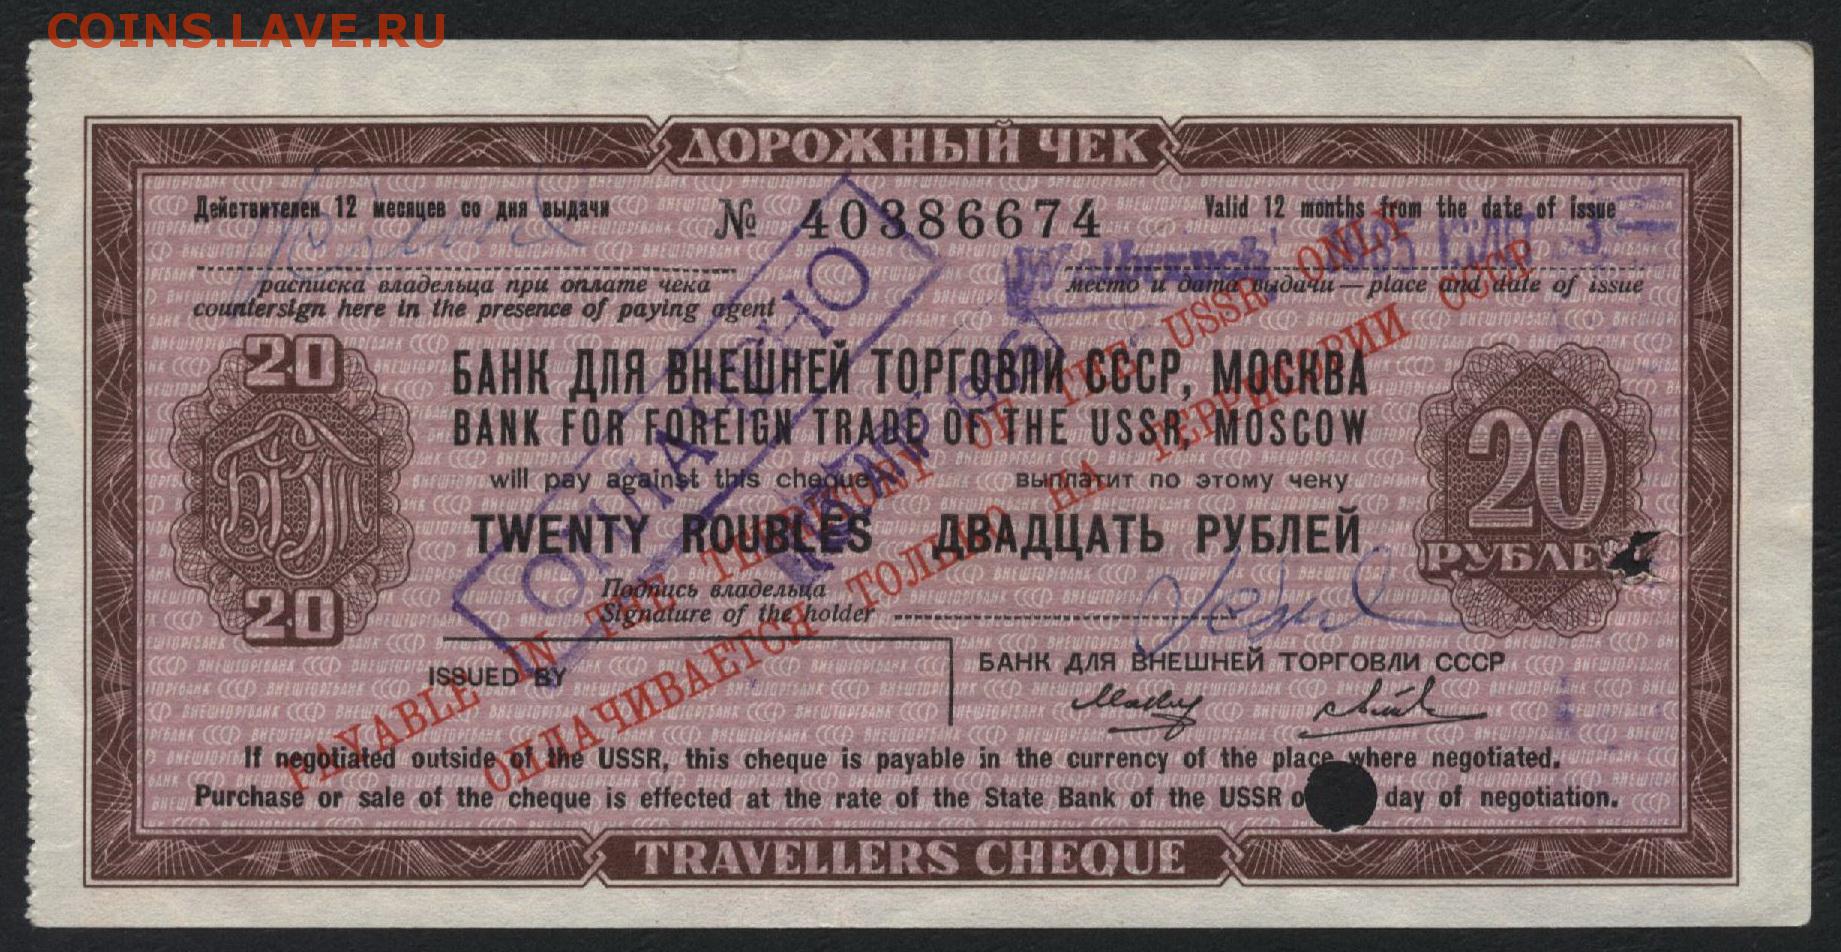 COINS.LAVE.RU
ДОРОЖНЫЙ ЧЕК
Действителен 12 месяцев со дня выдачи
№ 40386674
Valid 12 months from the date of issue
расписка владельца при оплате чека
countersign here in the presence of paying agent
место и дата выдачи — place and date of issue
ОПЛАЧЕНО
20
БВТ
20
БАНК ДЛЯ ВНЕШНЕЙ ТОРГОВЛИ СССР, МОСКВА
BANK FOR FOREIGN TRADE OF THE USSR, MOSCOW
will pay against this cheque
выплатит по этому чеку
TWENTY ROUBLES ДВАДЦАТЬ РУБЛЕЙ
20
РУБЛЕ
Подпись владельца
Signature of the holder
PAYABLE IN THE TERRITORY OF THE USSR ONLY
ОПЛАЧИВАЕТСЯ ТОЛЬКО НА ТЕРРИТОРИИ СССР
ISSUED BY
БАНК ДЛЯ ВНЕШНЕЙ ТОРГОВЛИ СССР
If negotiated outside of the USSR, this cheque is payable in the currency of the place where negotiated.
Purchase or sale of the cheque is effected at the rate of the State Bank of the USSR o day of negotiation.
TRAVELLERS CHEQUE